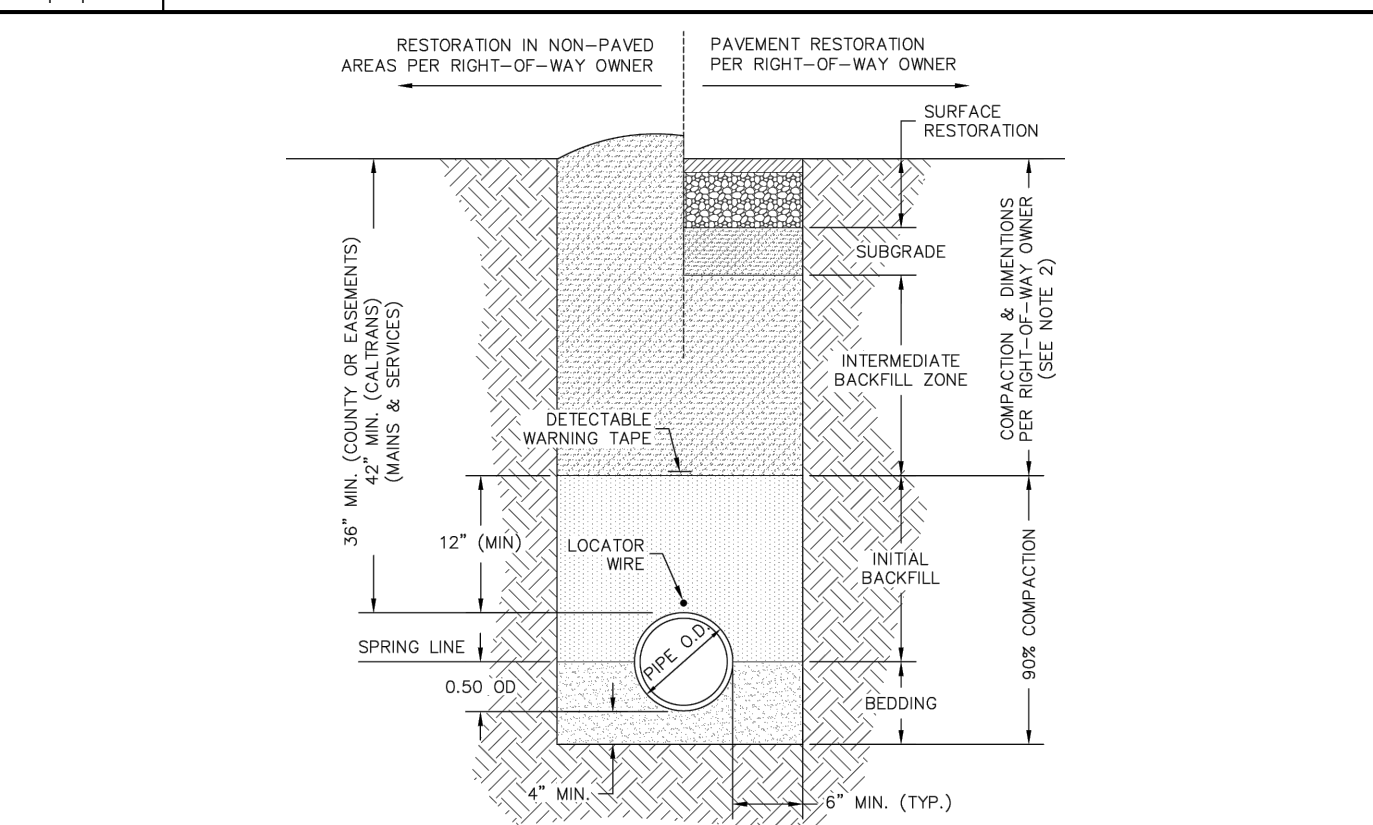 RESTORATION IN NON-PAVED
AREAS PER RIGHT-OF-WAY OWNER
PAVEMENT RESTORATION
PER RIGHT-OF-WAY OWNER
SURFACE
RESTORATION
SUBGRADE
INTERMEDIATE
BACKFILL ZONE
COMPACTION & DIMENTIONS
PER RIGHT-OF-WAY OWNER
(SEE NOTE 2)
36" MIN. (COUNTY OR EASEMENTS)
42" MIN. (CALTRANS)
(MAINS & SERVICES)
DETECTABLE
WARNING TAPE
12" (MIN)
LOCATOR
WIRE
INITIAL
BACKFILL
90% COMPACTION
SPRING LINE
PIPE O.D.
0.50 OD
BEDDING
4" MIN.
6" MIN. (TYP.)